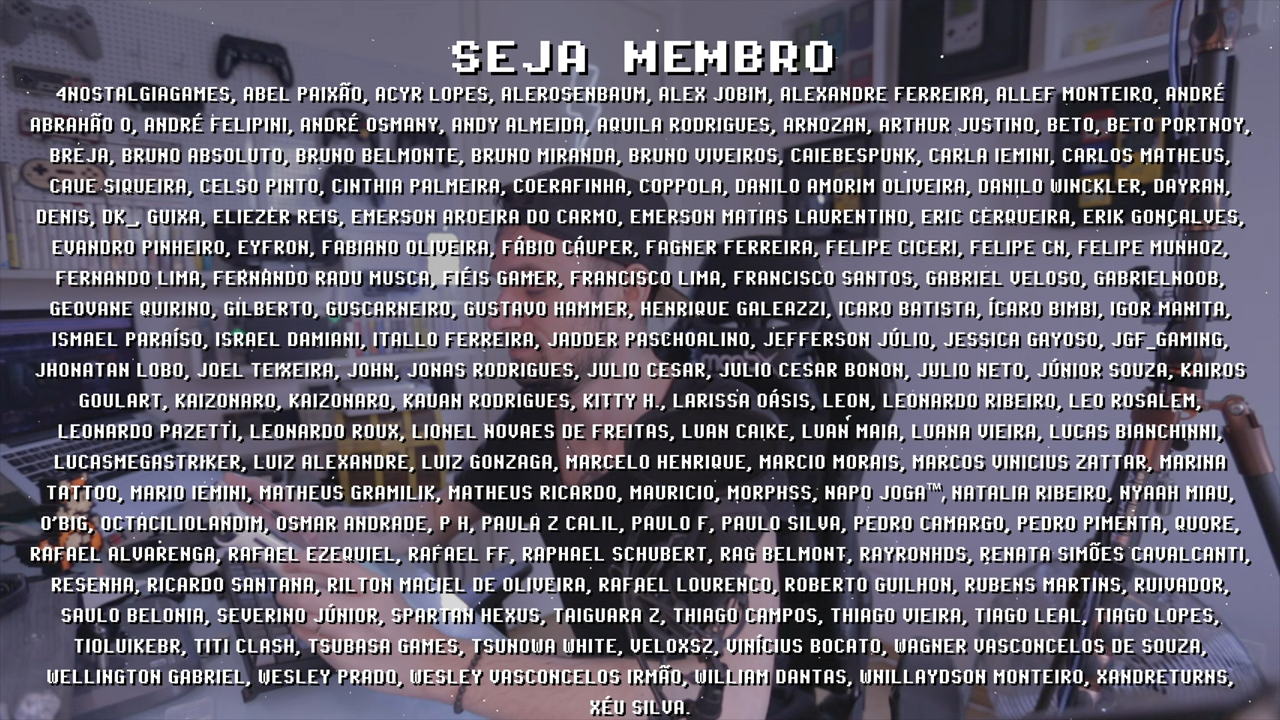 SEJA MEMBRO
4NOSTALGIAGAMES, ABEL PAIXÃO, ACYR LOPES, ALEROSENBAUM, ALEX JOBIM, ALEXANDRE FERREIRA, ALLEF MONTEIRO, ANDRÉ
ABRAHÃO O, ANDRÉ FELIPINI, ANDRÉ OSMANY, ANDY ALMEIDA, AQUILA RODRIGUES, ARNOZAN, ARTHUR JUSTINO, BETO, BETO PORTNOY,
BREJA, BRUNO ABSOLUTO, BRUNO BELMONTE, BRUNO MIRANDA, BRUNO VIVEIROS, CAIEBESPUNK, CARLA IEMINI, CARLOS MATHEUS,
CAUE SIQUEIRA, CELSO PINTO, CINTHIA PALMEIRA, COERAFINHA, COPPOLA, DANILO AMORIM OLIVEIRA, DANILO WINCKLER, DAYRAN,
DENIS, DK_, GUIXA, ELIEZER REIS, EMERSON AROEIRA DO CARMO, EMERSON MATIAS LAURENTINO, ERIC CERQUEIRA, ERIK GONÇALVES,
EVANDRO PINHEIRO, EYFRON, FABIANO OLIVEIRA, FÁBIO CÁUPER, FAGNER FERREIRA, FELIPE CICERI, FELIPE CN, FELIPE MUNHOZ,
FERNANDO LIMA, FERNANDO RADU MUSCA, FIÉIS GAMER, FRANCISCO LIMA, FRANCISCO SANTOS, GABRIEL VELOSO, GABRIELNOOB,
GEOVANE QUIRINO, GILBERTO, GUSCARNEIRO, GUSTAVO HAMMER, HENRIQUE GALEAZZI, ICARO BATISTA, ÍCARO BIMBI, IGOR MANITA,
ISMAEL PARAÍSO, ISRAEL DAMIANI, ITALLO FERREIRA, JADDER PASCHOALINO, JEFFERSON JÚLIO, JESSICA GAYOSO, JGF_GAMING,
JHONATAN LOBO, JOEL TEIXEIRA, JOHN, JONAS RODRIGUES, JULIO CESAR, JULIO CESAR BONON, JULIO NETO, JÚNIOR SOUZA, KAIROS
GOULART, KAIZONARO, KAIZONARO, KAUAN RODRIGUES, KITTY H., LARISSA OÁSIS, LEON, LEONARDO RIBEIRO, LEO ROSALEM,
LEONARDO PAZETTI, LEONARDO ROUX, LIONEL NOVAES DE FREITAS, LUAN CAIKE, LUAN MAIA, LUANA VIEIRA, LUCAS BIANCHINNI,
LUCASMEGASTRIKER, LUIZ ALEXANDRE, LUIZ GONZAGA, MARCELO HENRIQUE, MARCIO MORAIS, MARCOS VINICIUS ZATTAR, MARINA
TATTOO, MARIO IEMINI, MATHEUS GRAMILIK, MATHEUS RICARDO, MAURICIO, MORPHSS, NAPO JOGA™, NATALIA RIBEIRO, NYAAH MIAU,
O'BIG, OCTACILIOLANDIM, OSMAR ANDRADE, P H, PAULA Z CALIL, PAULO F, PAULO SILVA, PEDRO CAMARGO, PEDRO PIMENTA, QUORE,
RAFAEL ALVARENGA, RAFAEL EZEQUIEL, RAFAEL FF, RAPHAEL SCHUBERT, RAG BELMONT, RAYRONHDS, RENATA SIMÕES CAVALCANTI,
RESENHA, RICARDO SANTANA, RILTON MACIEL DE OLIVEIRA, RAFAEL LOURENCO, ROBERTO GUILHON, RUBENS MARTINS, RUIVADOR,
SAULO BELONIA, SEVERINO JÚNIOR, SPARTAN HEXUS, TAIGUARA Z, THIAGO CAMPOS, THIAGO VIEIRA, TIAGO LEAL, TIAGO LOPES,
TIOLUIKEBR, TITI CLASH, TSUBASA GAMES, TSUNOWA WHITE, VELOXSZ, VINÍCIUS BOCATO, WAGNER VASCONCELOS DE SOUZA,
WELLINGTON GABRIEL, WESLEY PRADO, WESLEY VASCONCELOS IRMÃO, WILLIAM DANTAS, WNILLAYDSON MONTEIRO, XANDRETURNS,
XÉU SILVA.